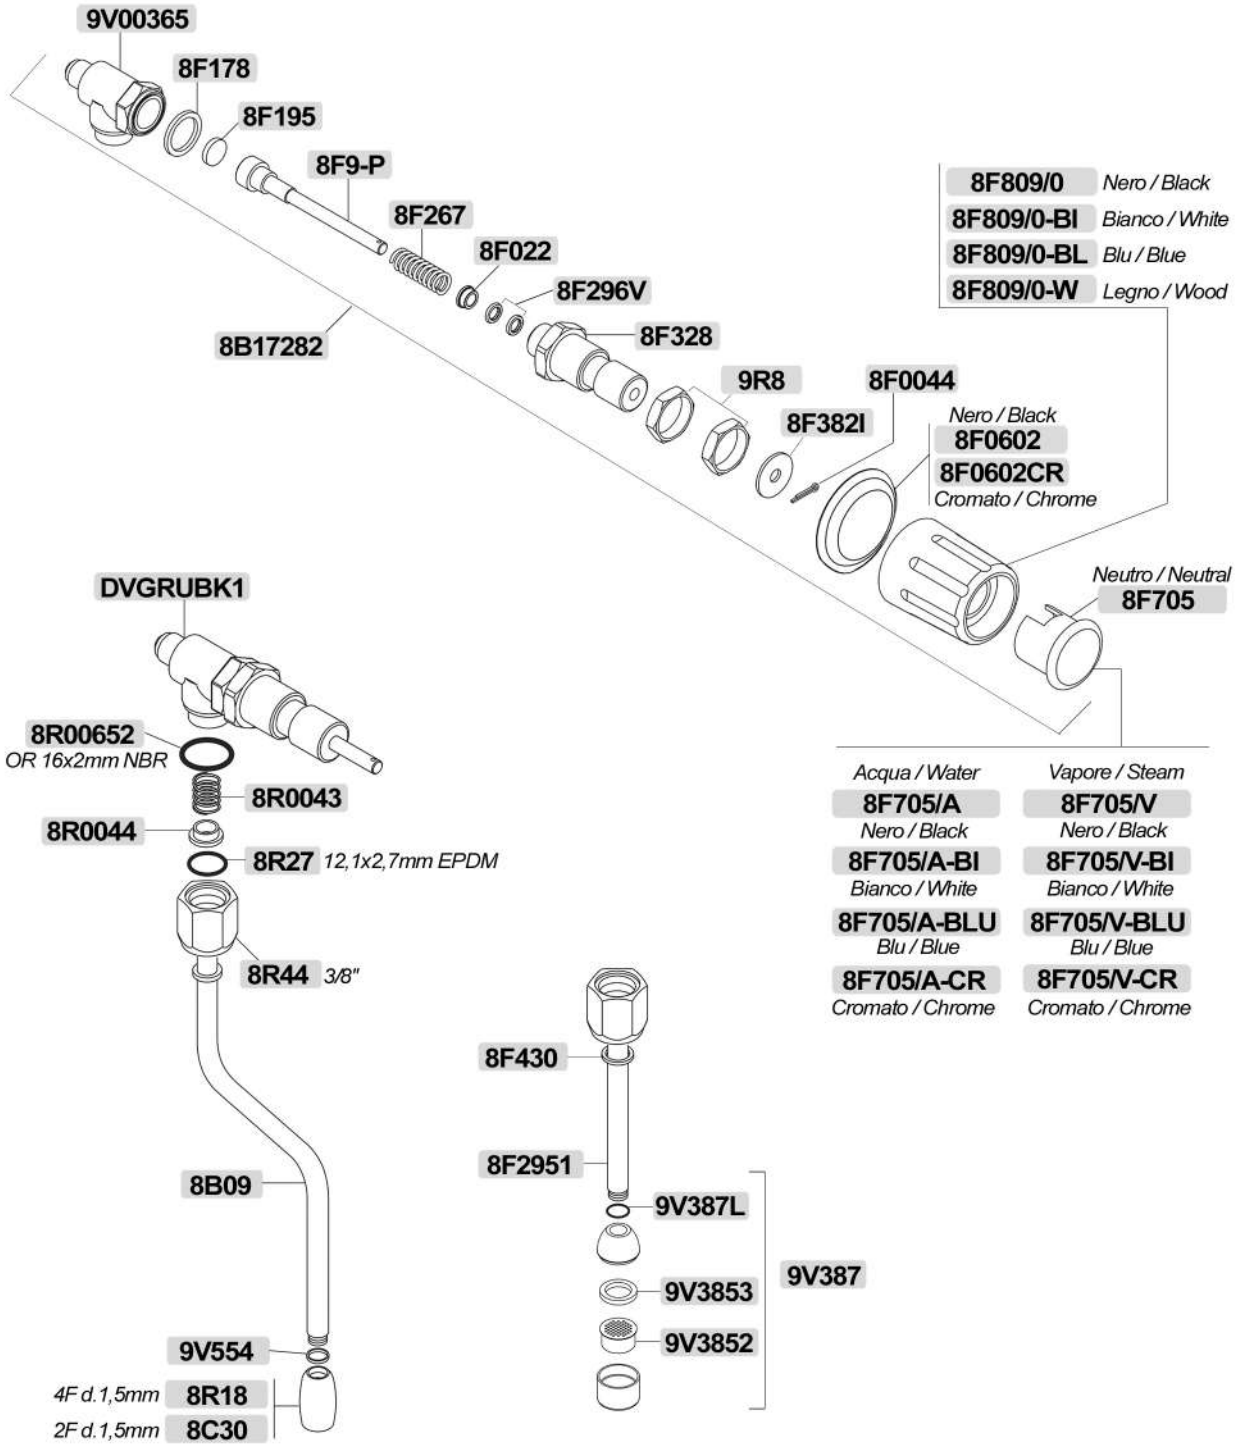 9V00365
8F178
8F195
8F9-P
8F267
8F022
8F296V
8F328
8B17282
9R8
8F382I
8F0044
8F809/0 Nero / Black
8F809/0-BI Bianco / White
8F809/0-BL Blu / Blue
8F809/0-W Legno / Wood
Nero / Black
8F0602
8F0602CR
Cromato / Chrome
Neutro / Neutral
8F705
DVGRUBK1
8R00652
OR 16x2mm NBR
8R0043
8R0044
8R27 12,1x2,7mm EPDM
8R44 3/8"
8B09
9V554
4F d.1,5mm 8R18
2F d.1,5mm 8C30
8F430
8F2951
9V387L
9V387
9V3853
9V3852
Acqua / Water
8F705/A
Nero / Black
8F705/A-BI
Bianco / White
8F705/A-BLU
Blu / Blue
8F705/A-CR
Cromato / Chrome
Vapore / Steam
8F705/V
Nero / Black
8F705/V-BI
Bianco / White
8F705/V-BLU
Blu / Blue
8F705/V-CR
Cromato / Chrome